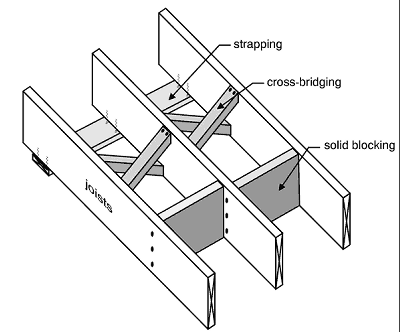 strapping
cross-bridging
solid blocking
joists